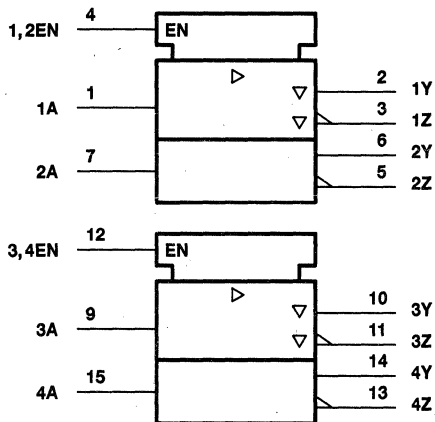 1,2EN 4 EN
1A 1 2 1Y
3 1Z
2A 7 6 2Y
5 2Z
3,4EN 12 EN
3A 9 10 3Y
11 3Z
4A 15 14 4Y
13 4Z